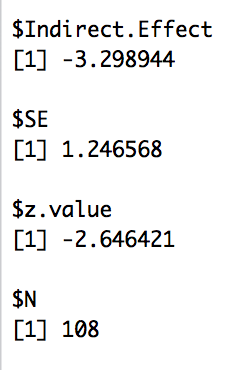 $Indirect.Effect
[1] -3.298944
$SE
[1] 1.246568
$z.value
[1] -2.646421
$N
[1] 108